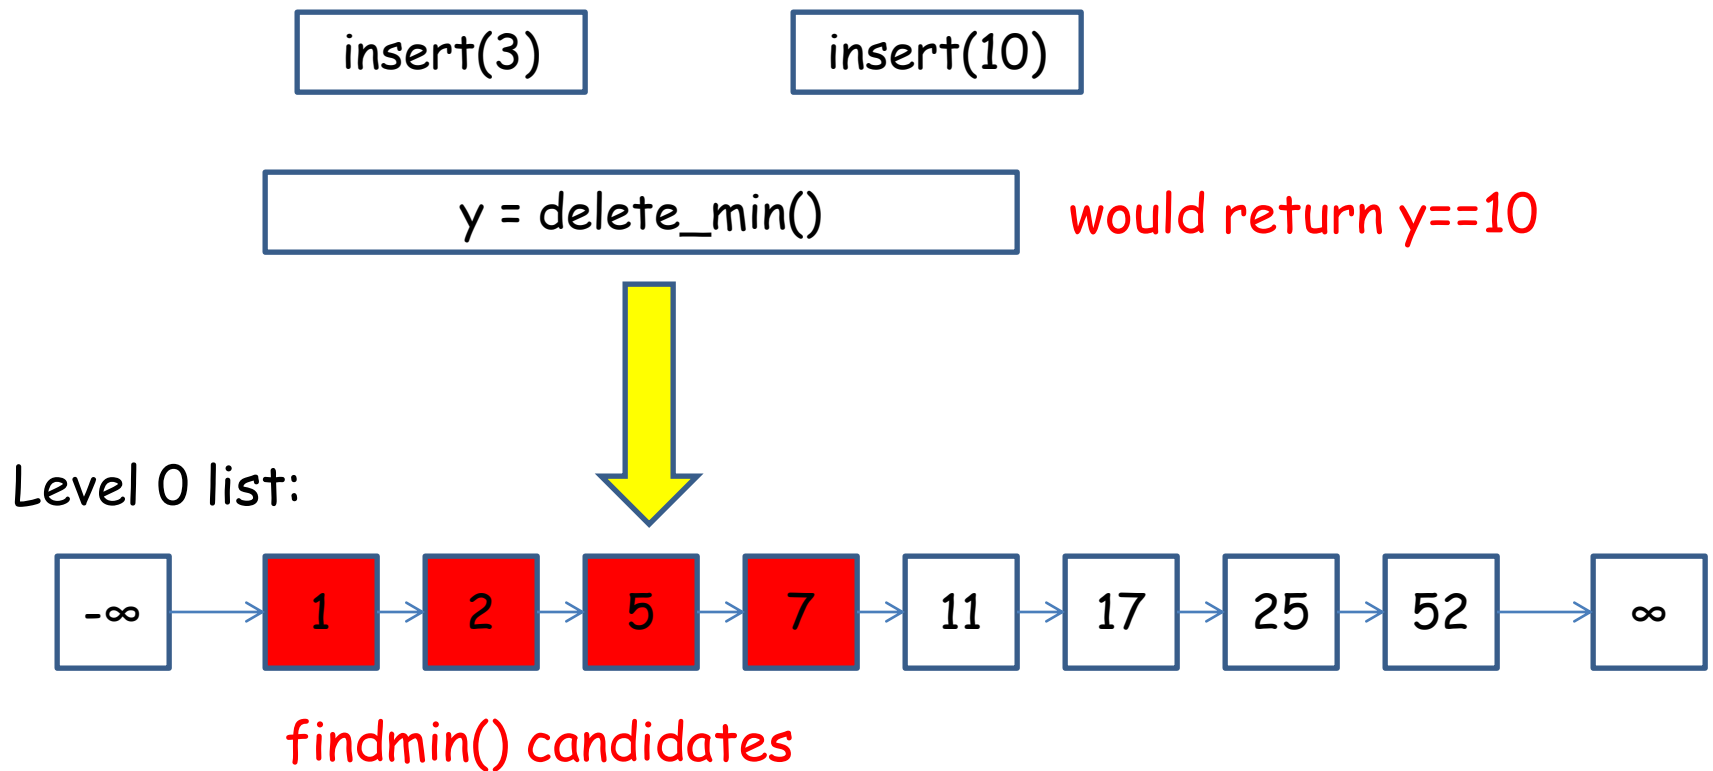 insert(3) insert(10)
y = delete_min() would return y==10
Level 0 list:
-∞ 1 2 5 7 11 17 25 52 ∞
findmin() candidates